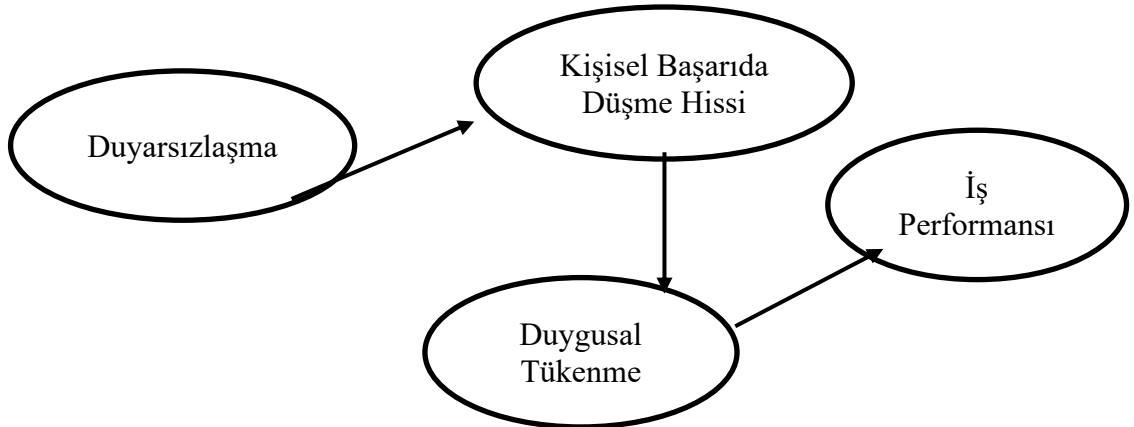 Kişisel Başarıda
Düşme Hissi
Duyarsızlaşma
İş
Performansı
Duygusal
Tükenme